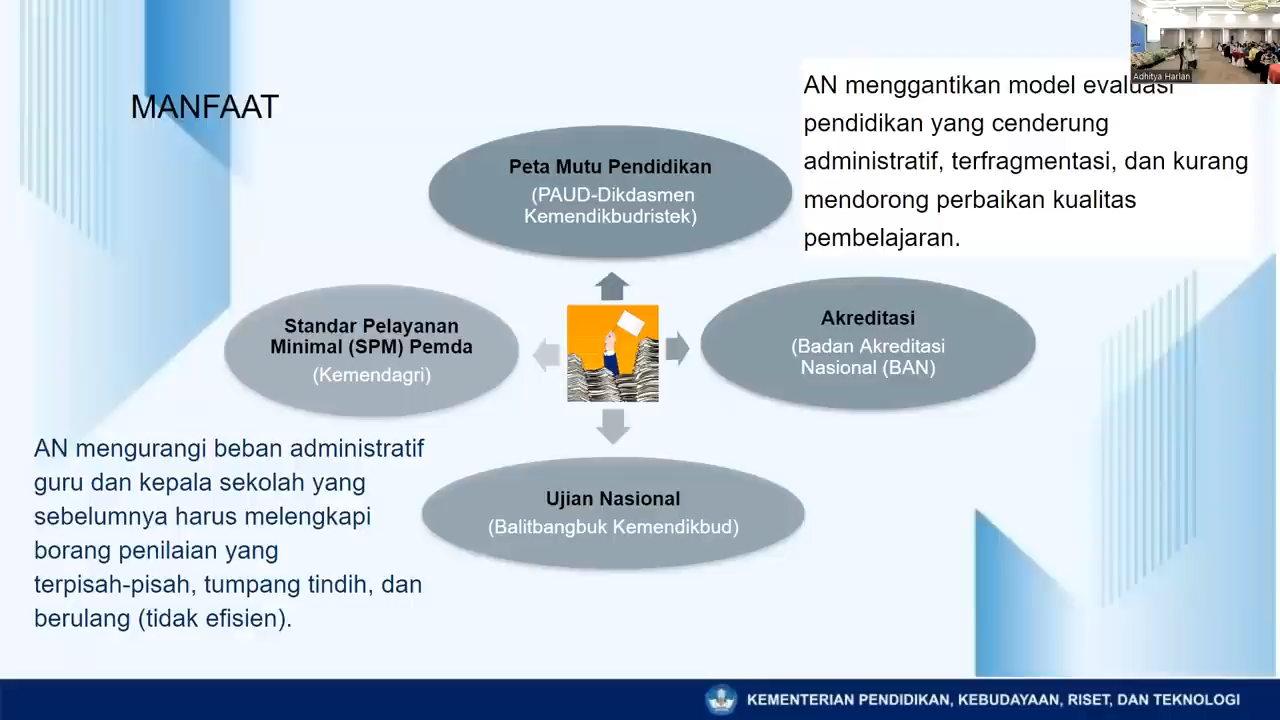 Adhitya Harlan
MANFAAT
AN menggantikan model evaluasi
pendidikan yang cenderung
administratif, terfragmentasi, dan kurang
mendorong perbaikan kualitas
pembelajaran.
Peta Mutu Pendidikan
(PAUD-Dikdasmen
Kemendikbudristek)
Standar Pelayanan
Minimal (SPM) Pemda
(Kemendagri)
Akreditasi
(Badan Akreditasi
Nasional (BAN)
Ujian Nasional
(Balitbangbuk Kemendikbud)
AN mengurangi beban administratif
guru dan kepala sekolah yang
sebelumnya harus melengkapi
borang penilaian yang
terpisah-pisah, tumpang tindih, dan
berulang (tidak efisien).
KEMENTERIAN PENDIDIKAN, KEBUDAYAAN, RISET, DAN TEKNOLOGI